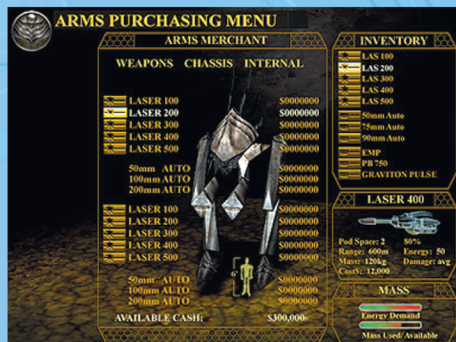 ARMS PURCHASING MENU
ARMS MERCHANT
WEAPONS CHASSIS INTERNAL
LASER 100 $0000000
LASER 200 $0000000
LASER 300 $0000000
LASER 400 $0000000
LASER 500 $0000000
50mm AUTO $0000000
100mm AUTO $0000000
200mm AUTO $0000000
LASER 100 $0000000
LASER 200 $0000000
LASER 300 $0000000
LASER 400 $0000000
LASER 500 $0000000
6'
50mm AUTO $0000000
100mm AUTO $0000000
200mm AUTO $0000000
AVAILABLE CASH: $300,000-
INVENTORY
LAS 100
LAS 200
LAS 300
LAS 400
LAS 500
50mm Auto
75mm Auto
90mm Auto
EMP
PB 750
GRAVITON PULSE
LASER 400
Pod Space: 2 80%
Range: 600m Energy: 50
Mass: 120kg Damage: avg
Cost$: 12,000
MASS
Energy Demand
Mass Used/Available